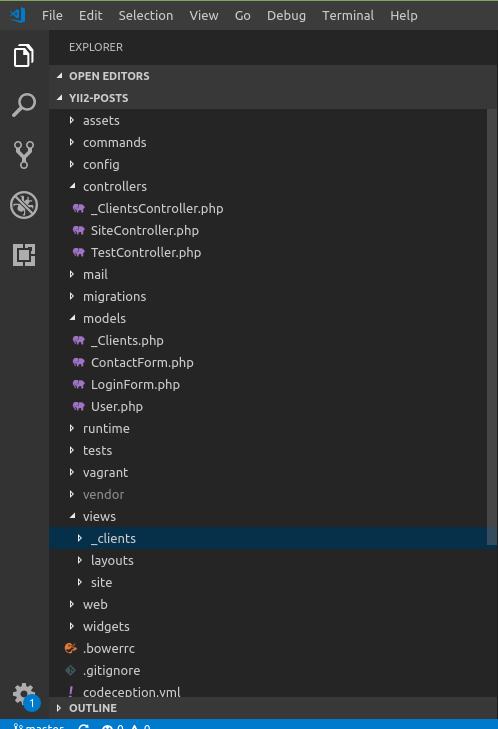 File Edit Selection View Go Debug Terminal Help
EXPLORER
OPEN EDITORS
YII2-POSTS
assets
commands
config
controllers
_ClientsController.php
SiteController.php
TestController.php
mail
migrations
models
_Clients.php
ContactForm.php
LoginForm.php
User.php
runtime
tests
vagrant
vendor
views
_clients
layouts
site
web
widgets
.bowerrc
.gitignore
! codeception.yml
OUTLINE
1
master 0 0